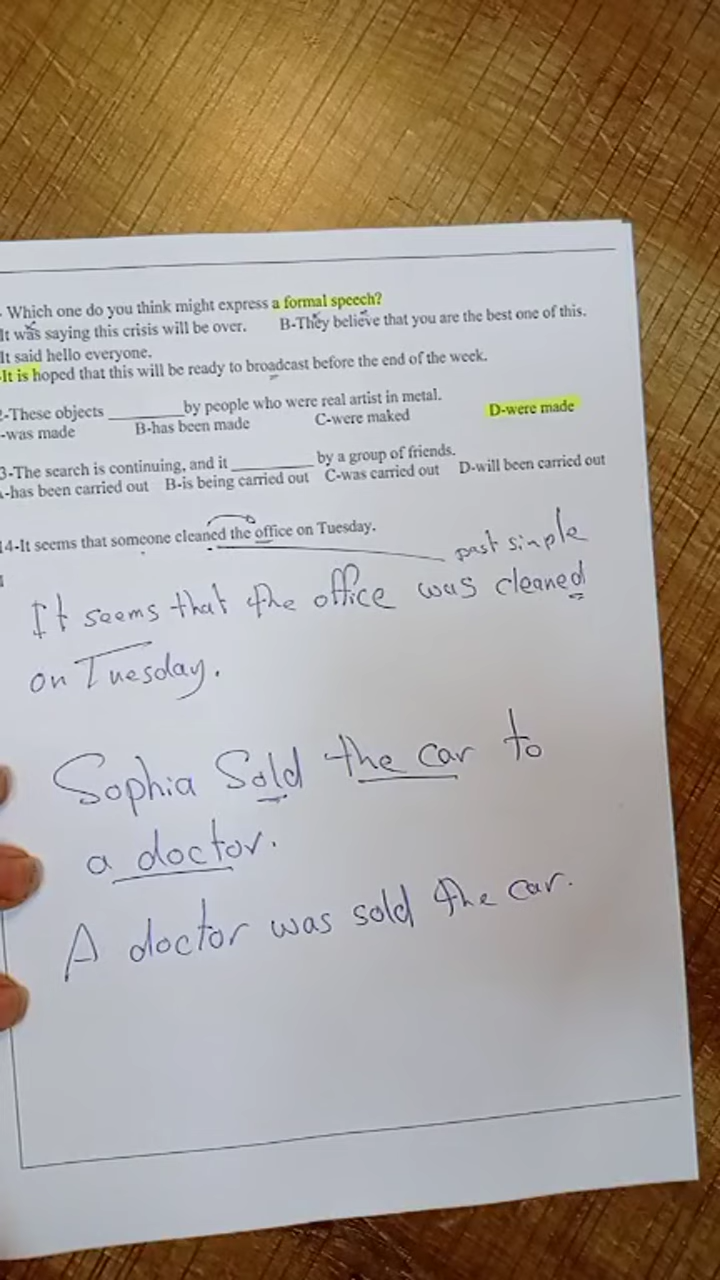 Which one do you think might express a formal speech?
It was saying this crisis will be over. B-They believe that you are the best one of this.
It said hello everyone.
-It is hoped that this will be ready to broadcast before the end of the week.
2-These objects ________ by people who were real artist in metal.
-was made B-has been made C-were maked D-were made
3-The search is continuing, and it ________ by a group of friends.
-has been carried out B-is being carried out C-was carried out D-will been carried out
14-It seems that someone cleaned the office on Tuesday.
past simple
It seems that the office was cleaned
on Tuesday.
Sophia Sold the car to
a doctor.
A doctor was sold the car.